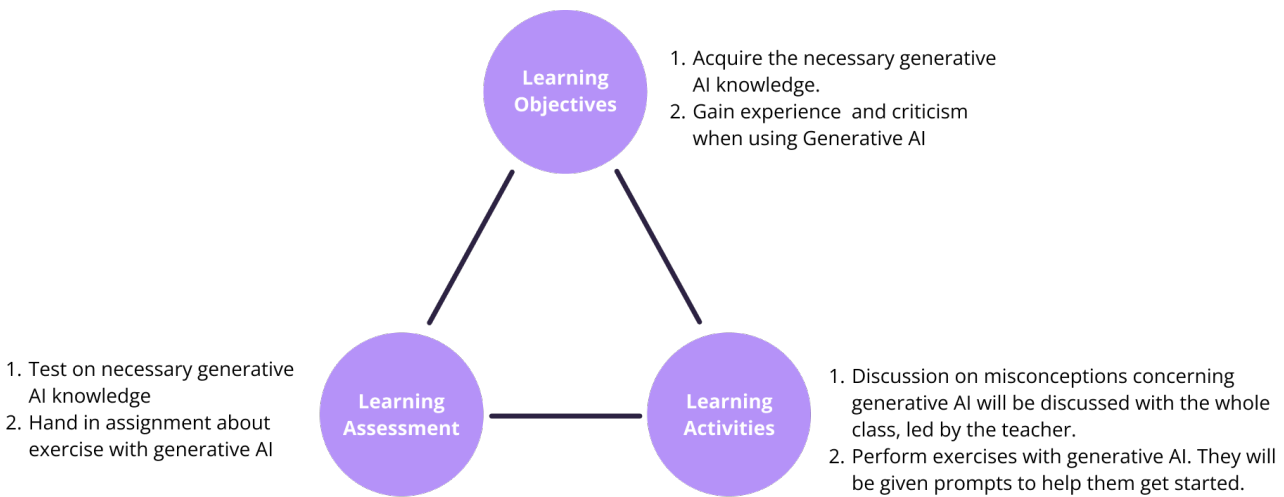 Learning
Objectives
1. Acquire the necessary generative
AI knowledge.
2. Gain experience  and criticism
when using Generative AI
Learning
Assessment
1. Test on necessary generative
AI knowledge
2. Hand in assignment about
exercise with generative AI
Learning
Activities
1. Discussion on misconceptions concerning
generative AI will be discussed with the whole
class, led by the teacher.
2. Perform exercises with generative AI. They will
be given prompts to help them get started.